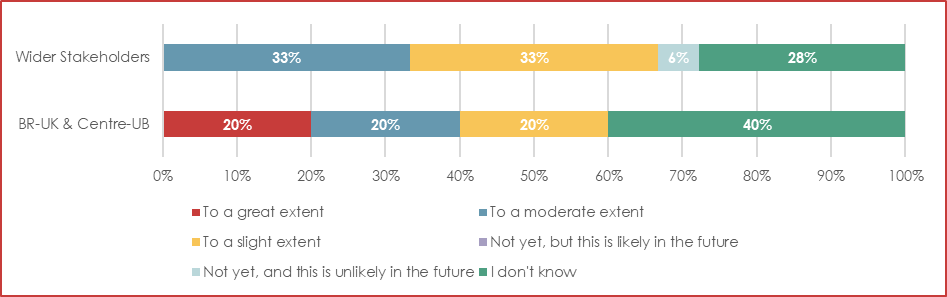 Wider Stakeholders 33% 33% 6% 28%
BR-UK & Centre-UB 20% 20% 20% 40%
0% 10% 20% 30% 40% 50% 60% 70% 80% 90% 100%
To a great extent To a moderate extent
To a slight extent Not yet, but this is likely in the future
Not yet, and this is unlikely in the future I don't know